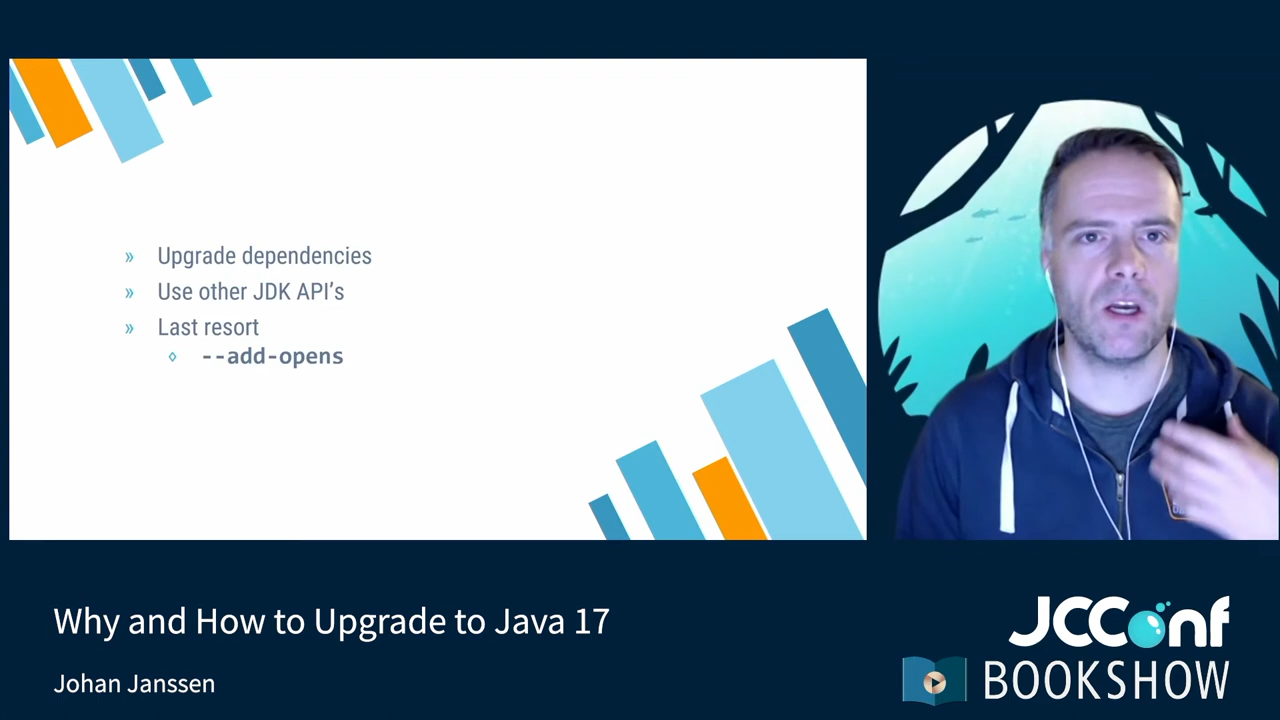 » Upgrade dependencies
» Use other JDK API’s
» Last resort
◊ --add-opens
Why and How to Upgrade to Java 17
Johan Janssen
JCConf
BOOKSHOW